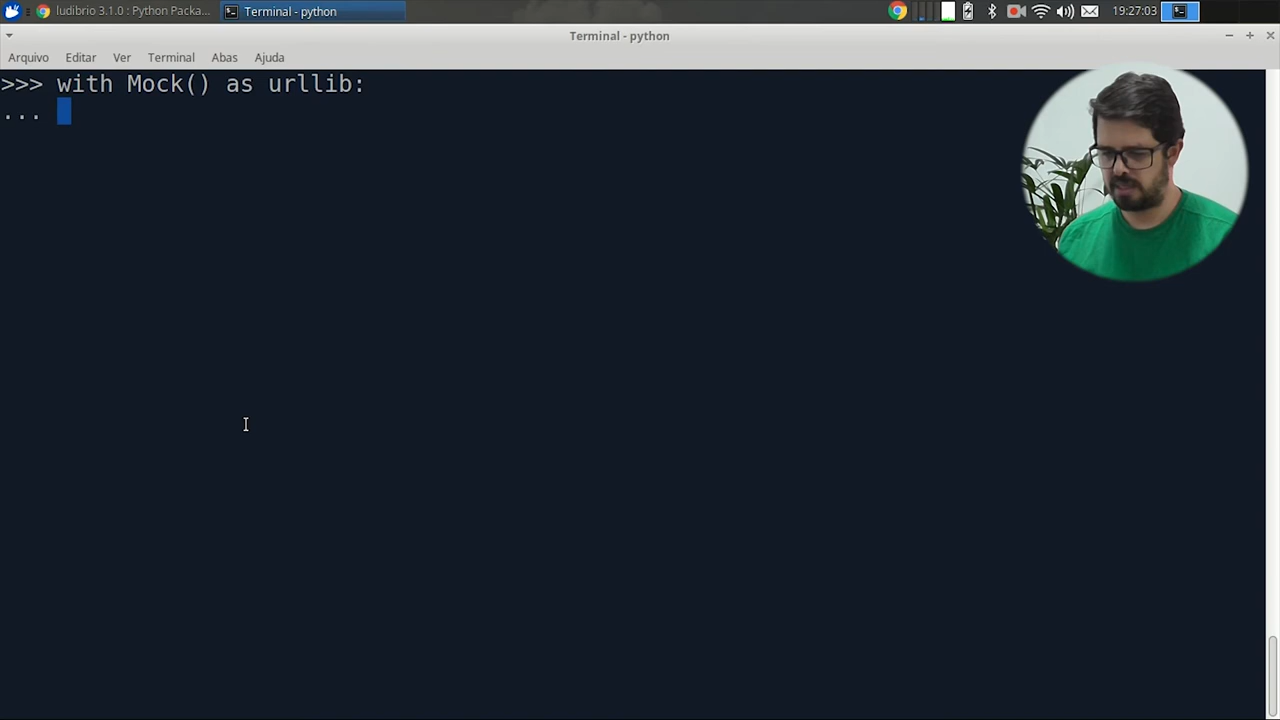 ludibrio 3.1.0 : Python Packa...
Terminal - python
19:27:03
Terminal - python
Arquivo Editar Ver Terminal Abas Ajuda
>>> with Mock() as urllib:
...